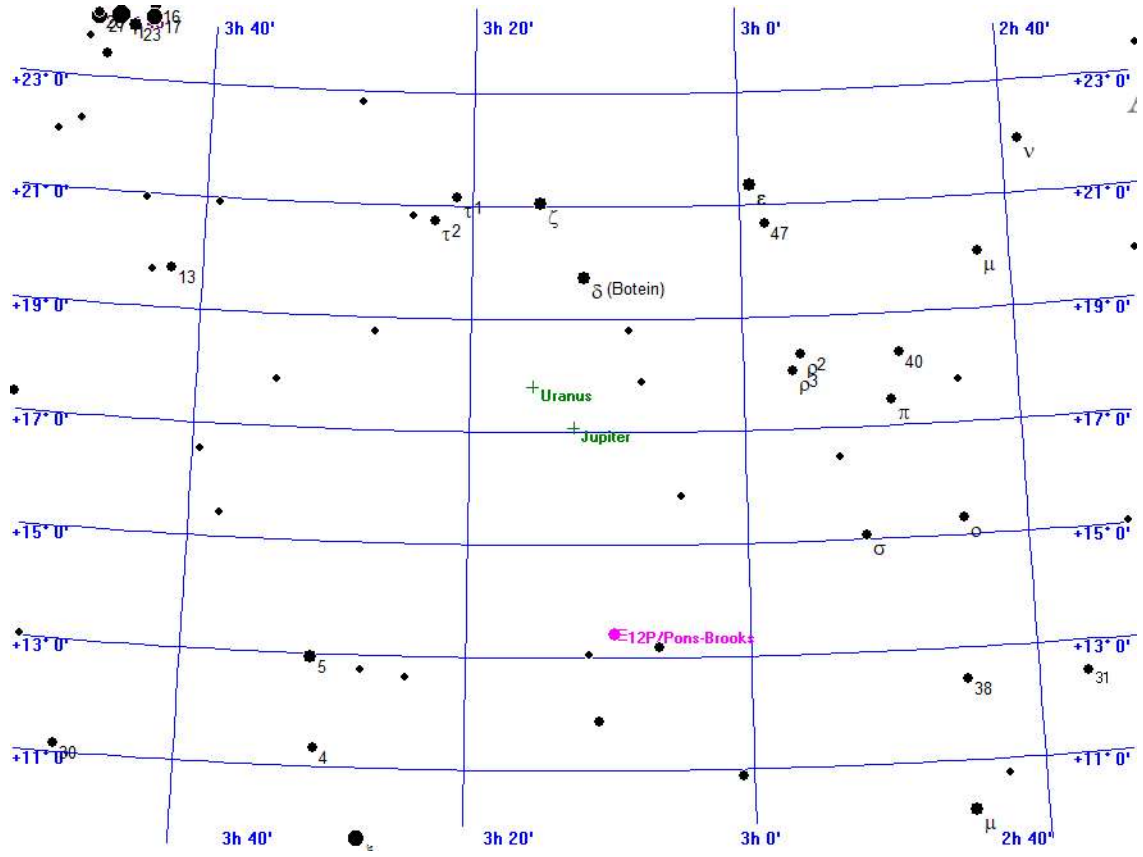 16
27
η
23
17
3h 40'
3h 20'
3h 0'
2h 40'
+23° 0'
+23° 0'
ν
+21° 0'
+21° 0'
τ1
τ2
ζ
ε
47
μ
13
δ (Botein)
+19° 0'
+19° 0'
ρ2
ρ3
40
π
Uranus
Jupiter
+17° 0'
+17° 0'
+15° 0'
+15° 0'
σ
ο
12P/Pons-Brooks
+13° 0'
+13° 0'
5
38
31
30
4
+11° 0'
+11° 0'
μ
3h 40'
3h 20'
3h 0'
2h 40'